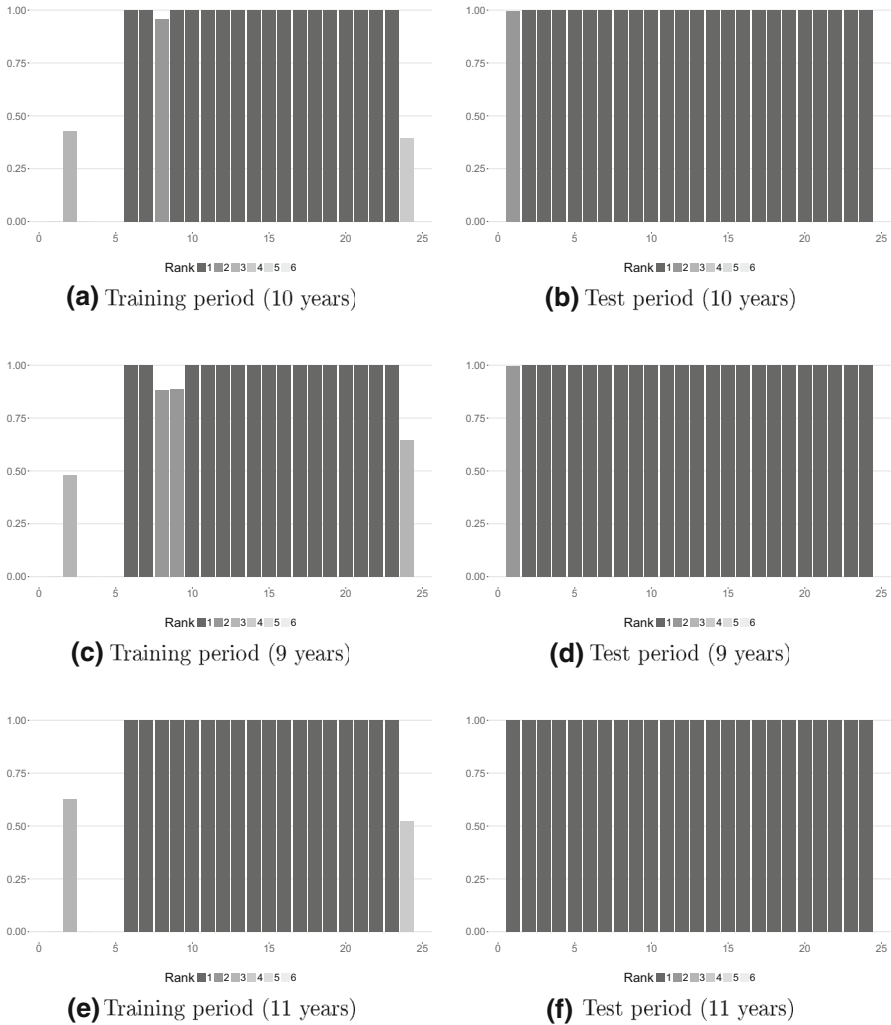 1.00
0.75
0.50
0.25
0.00
0 5 10 15 20 25
Rank 1 2 3 4 5 6
(a) Training period (10 years)
1.00
0.75
0.50
0.25
0.00
0 5 10 15 20 25
Rank 1 2 3 4 5 6
(b) Test period (10 years)
1.00
0.75
0.50
0.25
0.00
0 5 10 15 20 25
Rank 1 2 3 4 5 6
(c) Training period (9 years)
1.00
0.75
0.50
0.25
0.00
0 5 10 15 20 25
Rank 1 2 3 4 5 6
(d) Test period (9 years)
1.00
0.75
0.50
0.25
0.00
0 5 10 15 20 25
Rank 1 2 3 4 5 6
(e) Training period (11 years)
1.00
0.75
0.50
0.25
0.00
0 5 10 15 20 25
Rank 1 2 3 4 5 6
(f) Test period (11 years)